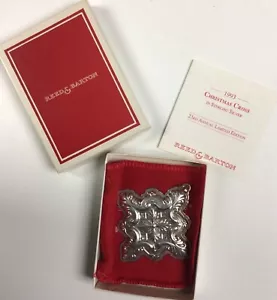 REED & BARTON
1993
CHRISTMAS CROSS
IN STERLING SILVER
REED & BARTON